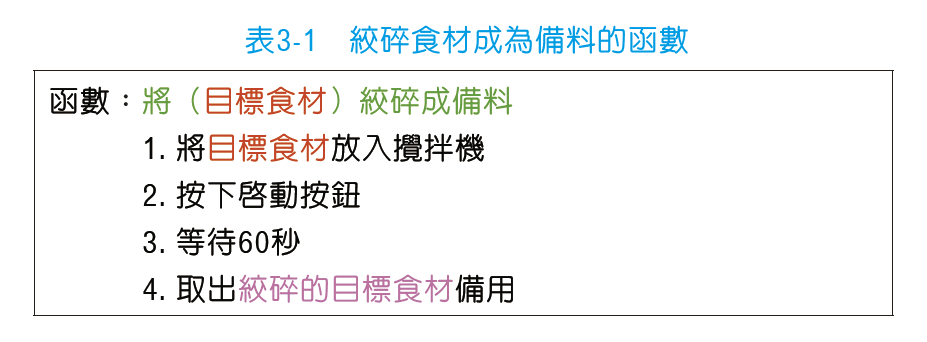 表3-1　絞碎食材成為備料的函數
函數：將（目標食材）絞碎成備料
1. 將目標食材放入攪拌機
2. 按下啓動按鈕
3. 等待60秒
4. 取出絞碎的目標食材備用